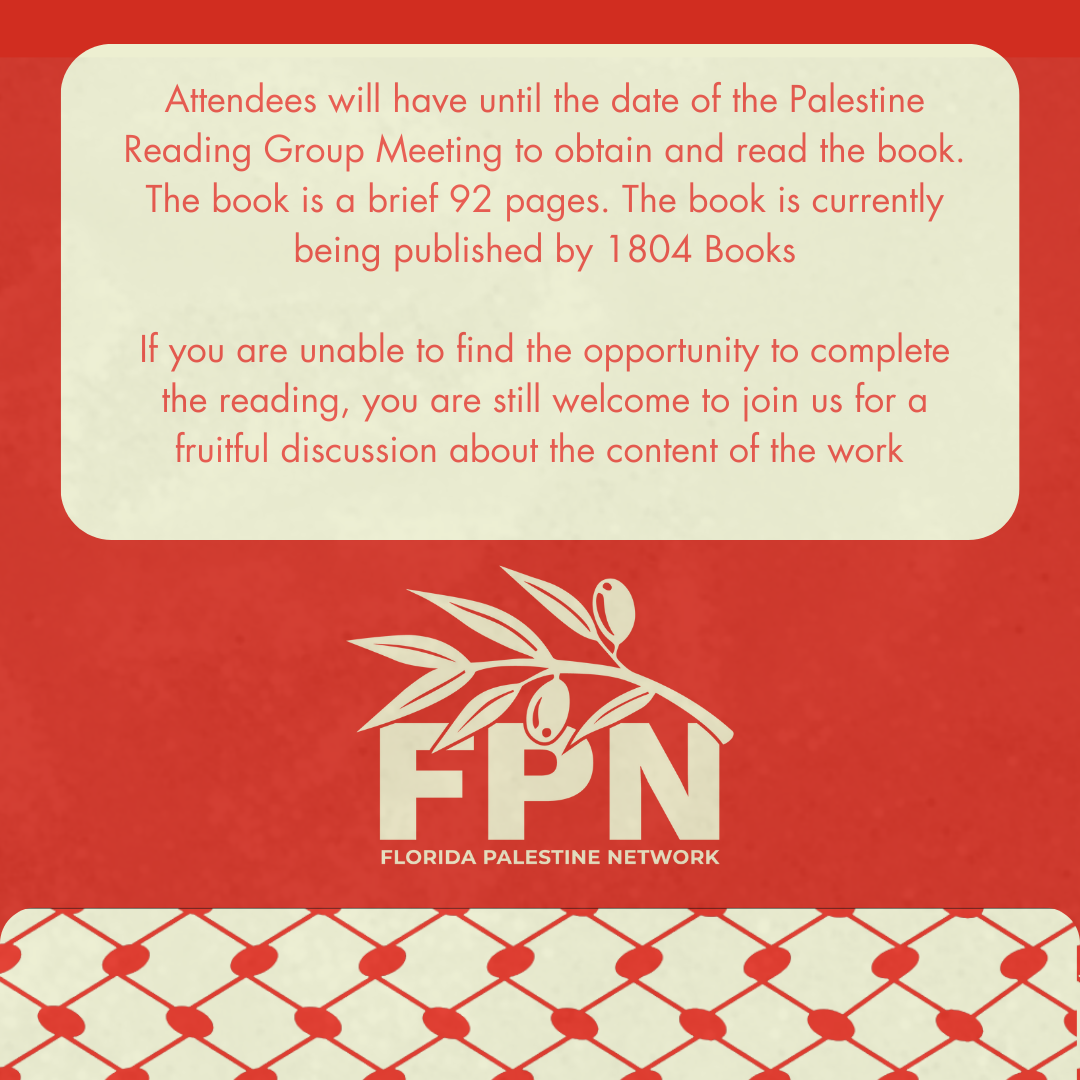 Attendees will have until the date of the Palestine
Reading Group Meeting to obtain and read the book.
The book is a brief 92 pages. The book is currently
being published by 1804 Books
If you are unable to find the opportunity to complete
the reading, you are still welcome to join us for a
fruitful discussion about the content of the work
FPN
FLORIDA PALESTINE NETWORK